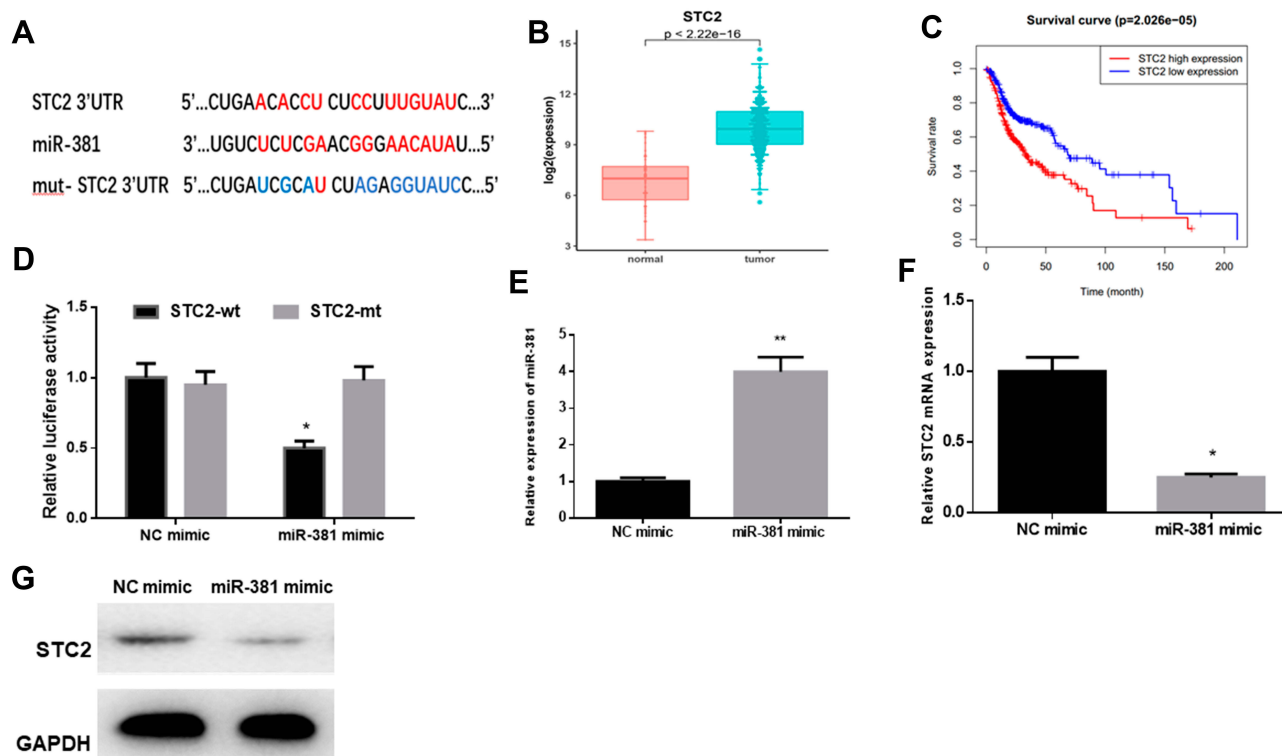 A
STC2 3'UTR 5'...CUGAACACCU CUCCUUUGUAUC...3'
miR-381 3'...UGUCUCUCGAACGGGAACAUAU...5'
mut- STC2 3'UTR 5'...CUGAUCGCAU CUAGAGGUAUCC...5'
B
STC2
p < 2.22e−16
15
12
9
6
3
log2(expession)
normal tumor
C
Survival curve (p=2.026e−05)
STC2 high expression
STC2 low expression
1.0
0.8
0.6
0.4
0.2
0.0
Survival rate
0 50 100 150 200
Time (month)
D
STC2-wt STC2-mt
1.5
1.0
0.5
0.0
Relative luciferase activity
*
NC mimic miR-381 mimic
E
5
4
3
2
1
0
Relative expression of miR-381
**
NC mimic miR-381 mimic
F
1.5
1.0
0.5
0.0
Relative STC2 mRNA expression
*
NC mimic miR-381 mimic
G
NC mimic miR-381 mimic
STC2
GAPDH